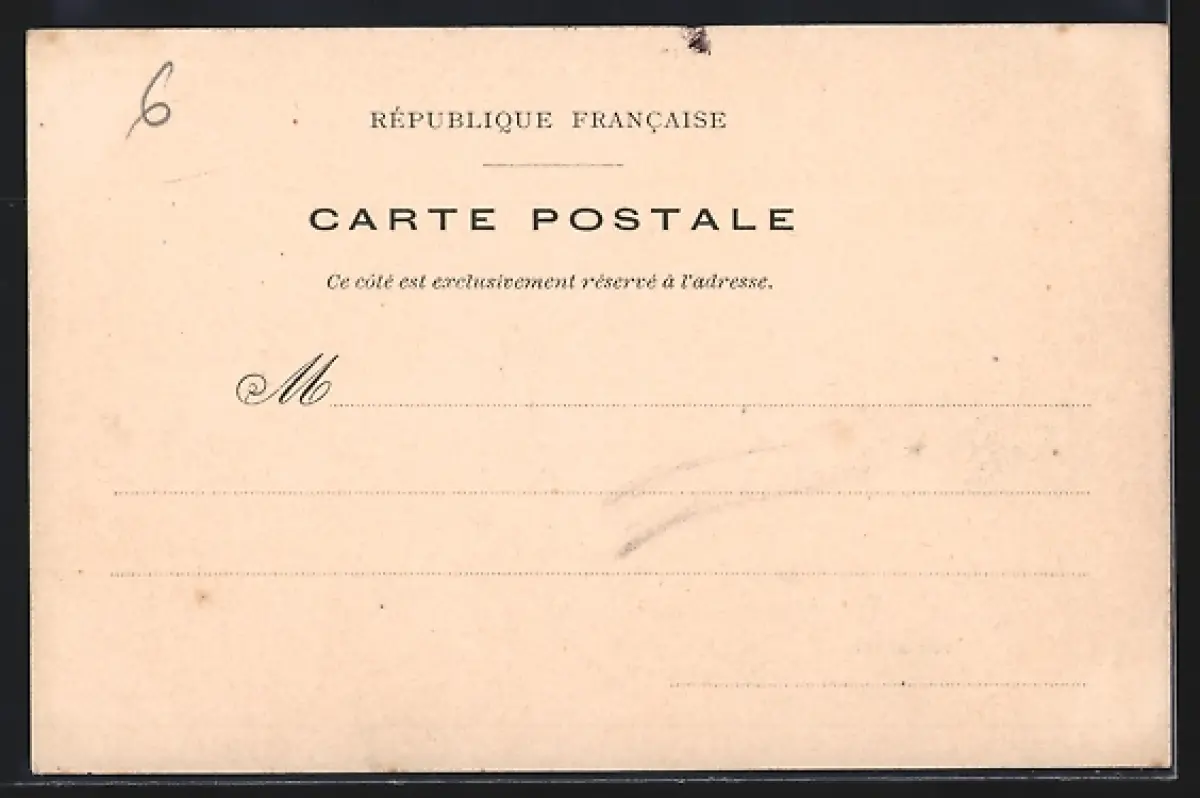 6
RÉPUBLIQUE FRANÇAISE
CARTE POSTALE
Ce côté est exclusivement réservé à l'adresse.
M